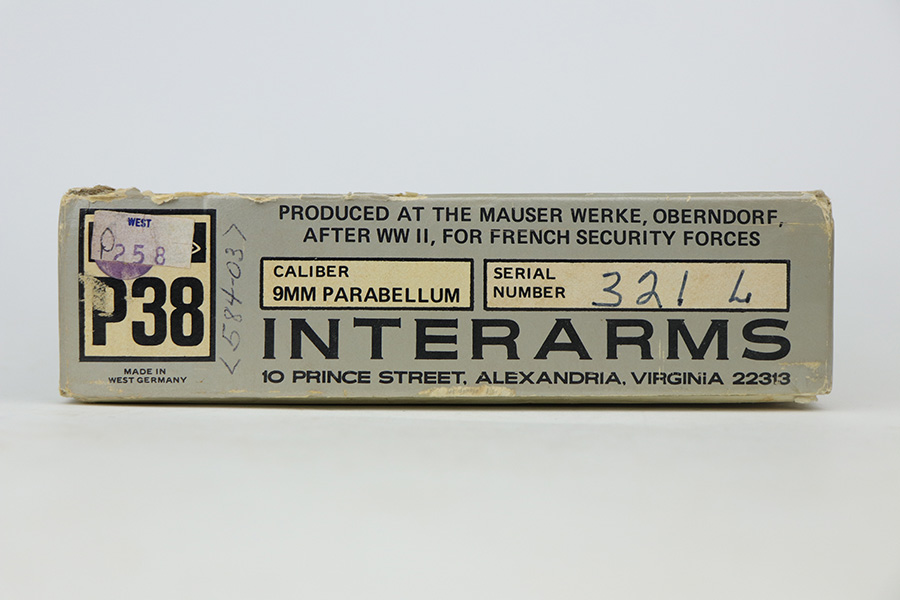 PRODUCED AT THE MAUSER WERKE, OBERNDORF,
AFTER WW II, FOR FRENCH SECURITY FORCES
WEST
P258
P38
MADE IN
WEST GERMANY
<584-03>
CALIBER
9MM PARABELLUM
SERIAL
NUMBER 321 L
INTERARMS
10 PRINCE STREET, ALEXANDRIA, VIRGINIA 22313